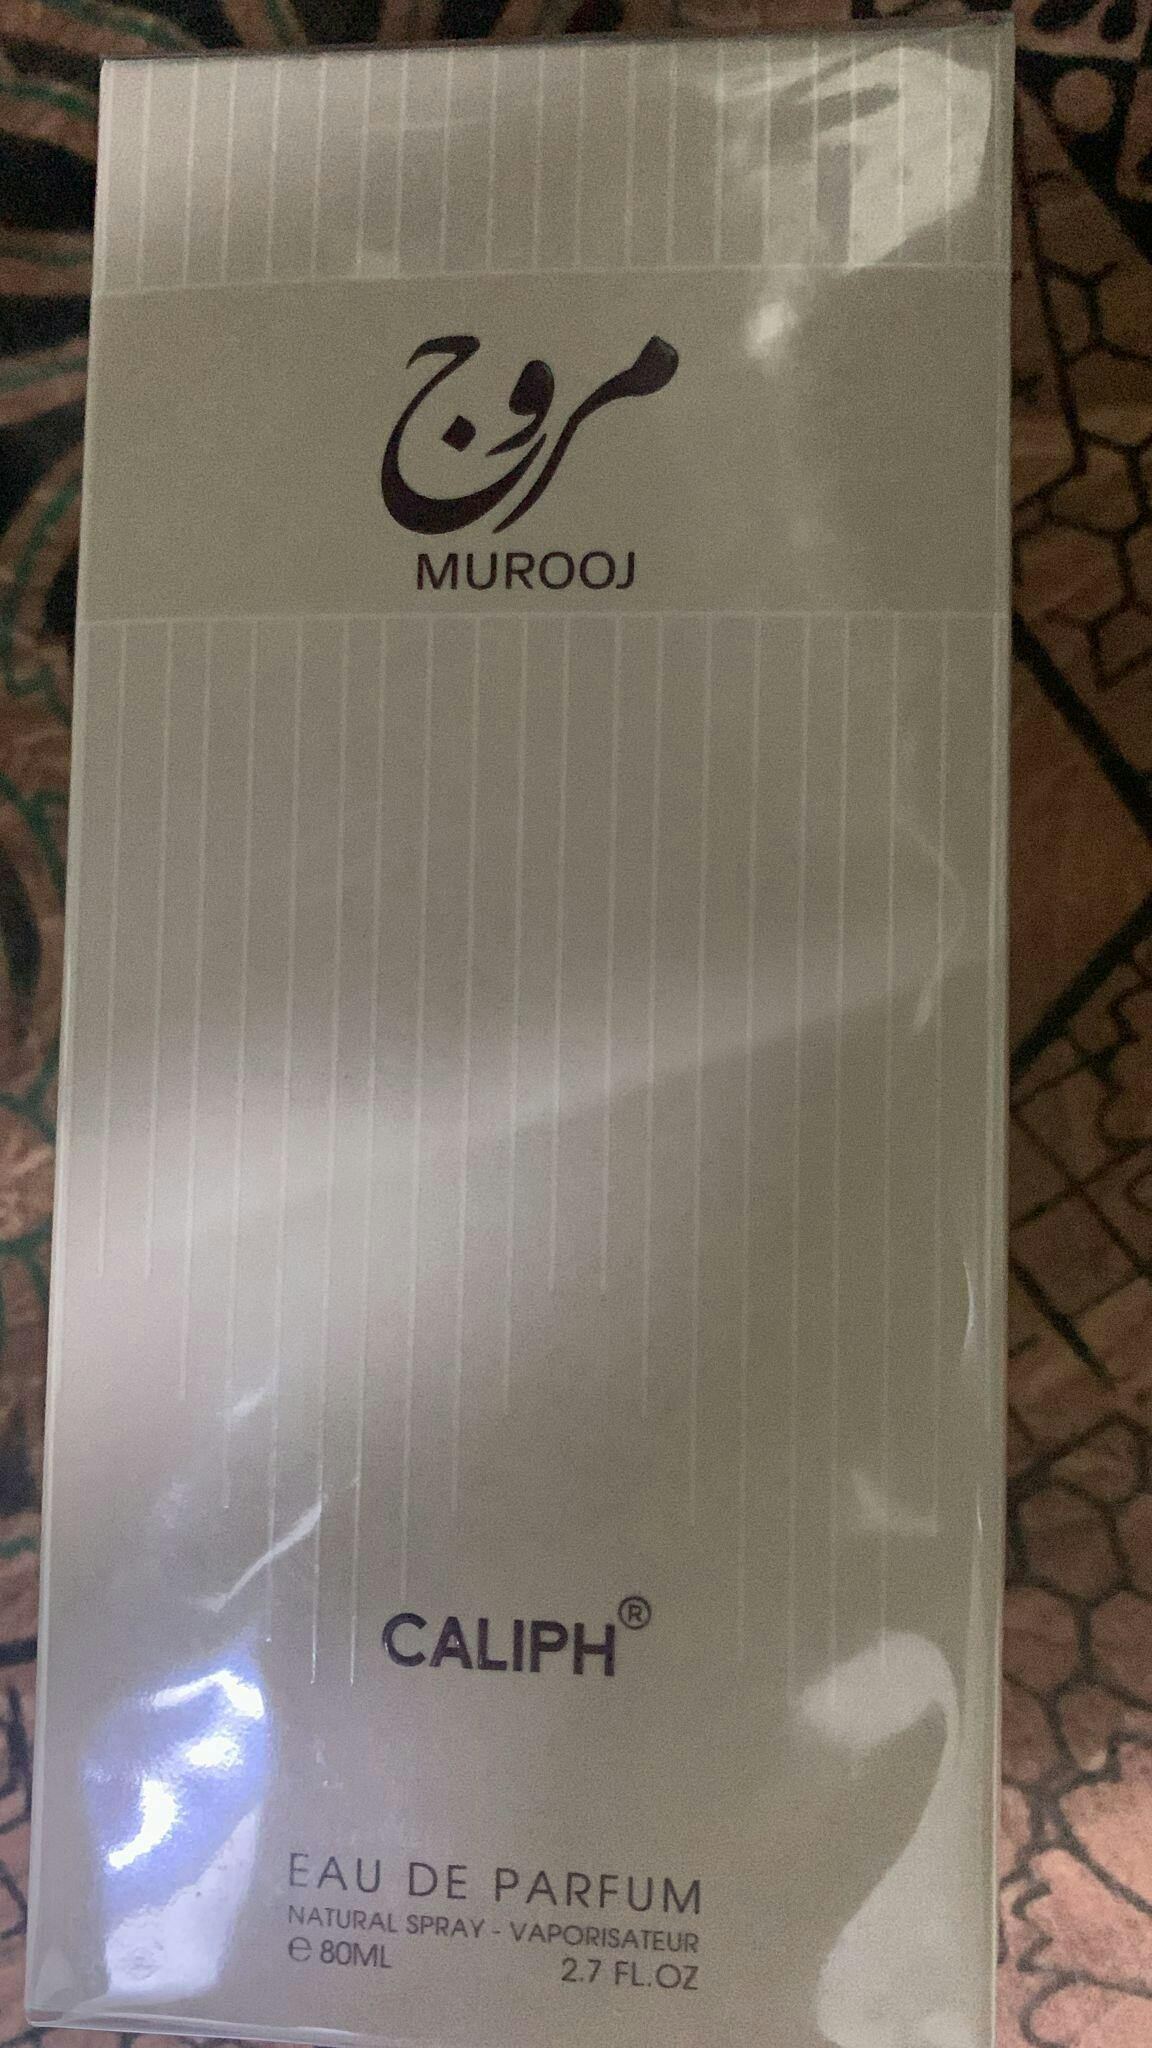 مروج
MUROOJ
CALIPH®
EAU DE PARFUM
NATURAL SPRAY - VAPORISATEUR
℮ 80ML 2.7 FL.OZ